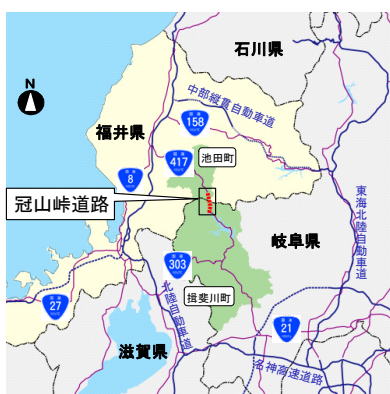 石川県
N
中部縦貫自動車道
158
福井県
417
池田町
8
冠山峠道路
東海北陸自動車道
岐阜県
303
揖斐川町
27
北陸自動車道
21
滋賀県
名神高速道路